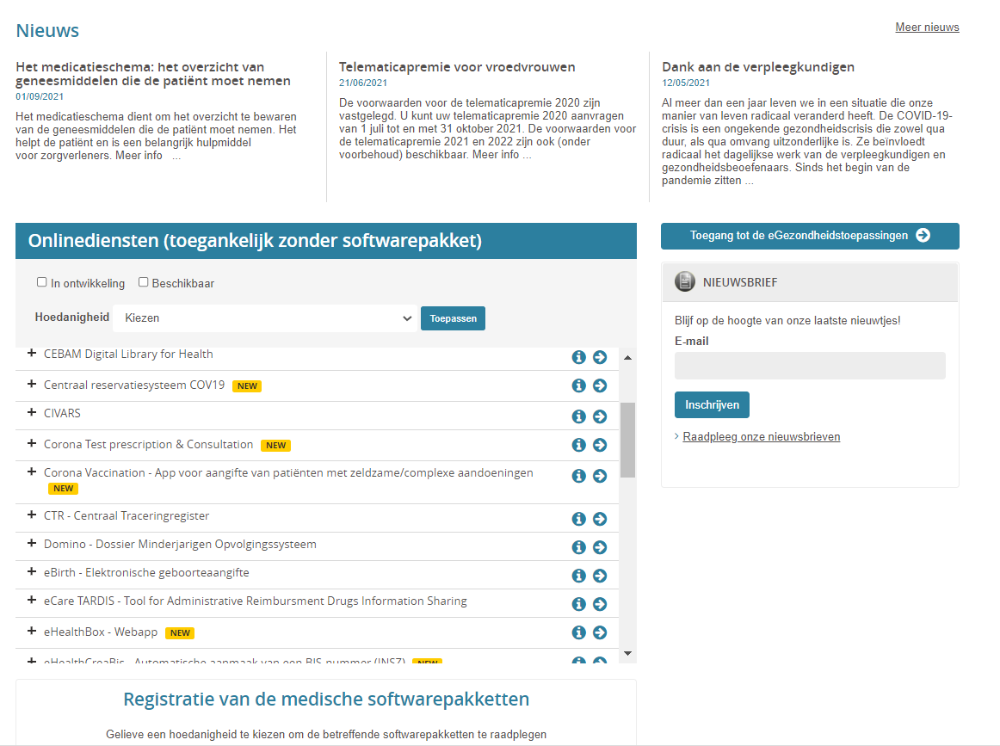 Nieuws
Meer nieuws
Het medicatieschema: het overzicht van
geneesmiddelen die de patiënt moet nemen
01/09/2021
Het medicatieschema dient om het overzicht te bewaren
van de geneesmiddelen die de patiënt moet nemen. Het
helpt de patiënt en is een belangrijk hulpmiddel
voor zorgverleners. Meer info ...
Telematicapremie voor vroedvrouwen
21/06/2021
De voorwaarden voor de telematicapremie 2020 zijn
vastgelegd. U kunt uw telematicapremie 2020 aanvragen
van 1 juli tot en met 31 oktober 2021. De voorwaarden voor
de telematicapremie 2021 en 2022 zijn ook (onder
voorbehoud) beschikbaar. Meer info ...
Dank aan de verpleegkundigen
12/05/2021
Al meer dan een jaar leven we in een situatie die onze
manier van leven radicaal veranderd heeft. De COVID-19-
crisis is een ongekende gezondheidscrisis die zowel qua
duur, als qua omvang uitzonderlijke is. Ze beïnvloedt
radicaal het dagelijkse werk van de verpleegkundigen en
gezondheidsbeoefenaars. Sinds het begin van de
pandemie zitten ...
Onlinediensten (toegankelijk zonder softwarepakket)
In ontwikkeling Beschikbaar
Hoedanigheid Kiezen Toepassen
+ CEBAM Digital Library for Health
+ Centraal reservatiesysteem COV19 NEW
+ CIVARS
+ Corona Test prescription & Consultation NEW
+ Corona Vaccination - App voor aangifte van patiënten met zeldzame/complexe aandoeningen
NEW
+ CTR - Centraal Traceringregister
+ Domino - Dossier Minderjarigen Opvolgingssysteem
+ eBirth - Elektronische geboorteaangifte
+ eCare TARDIS - Tool for Administrative Reimbursment Drugs Information Sharing
+ eHealthBox - Webapp NEW
+ eHealthCreaBis - Automatische aanmaak van een BIS-nummer (INSZ) NEW
Toegang tot de eGezondheidstoepassingen
NIEUWSBRIEF
Blijf op de hoogte van onze laatste nieuwtjes!
E-mail
Inschrijven
› Raadpleeg onze nieuwsbrieven
Registratie van de medische softwarepakketten
Gelieve een hoedanigheid te kiezen om de betreffende softwarepakketten te raadplegen